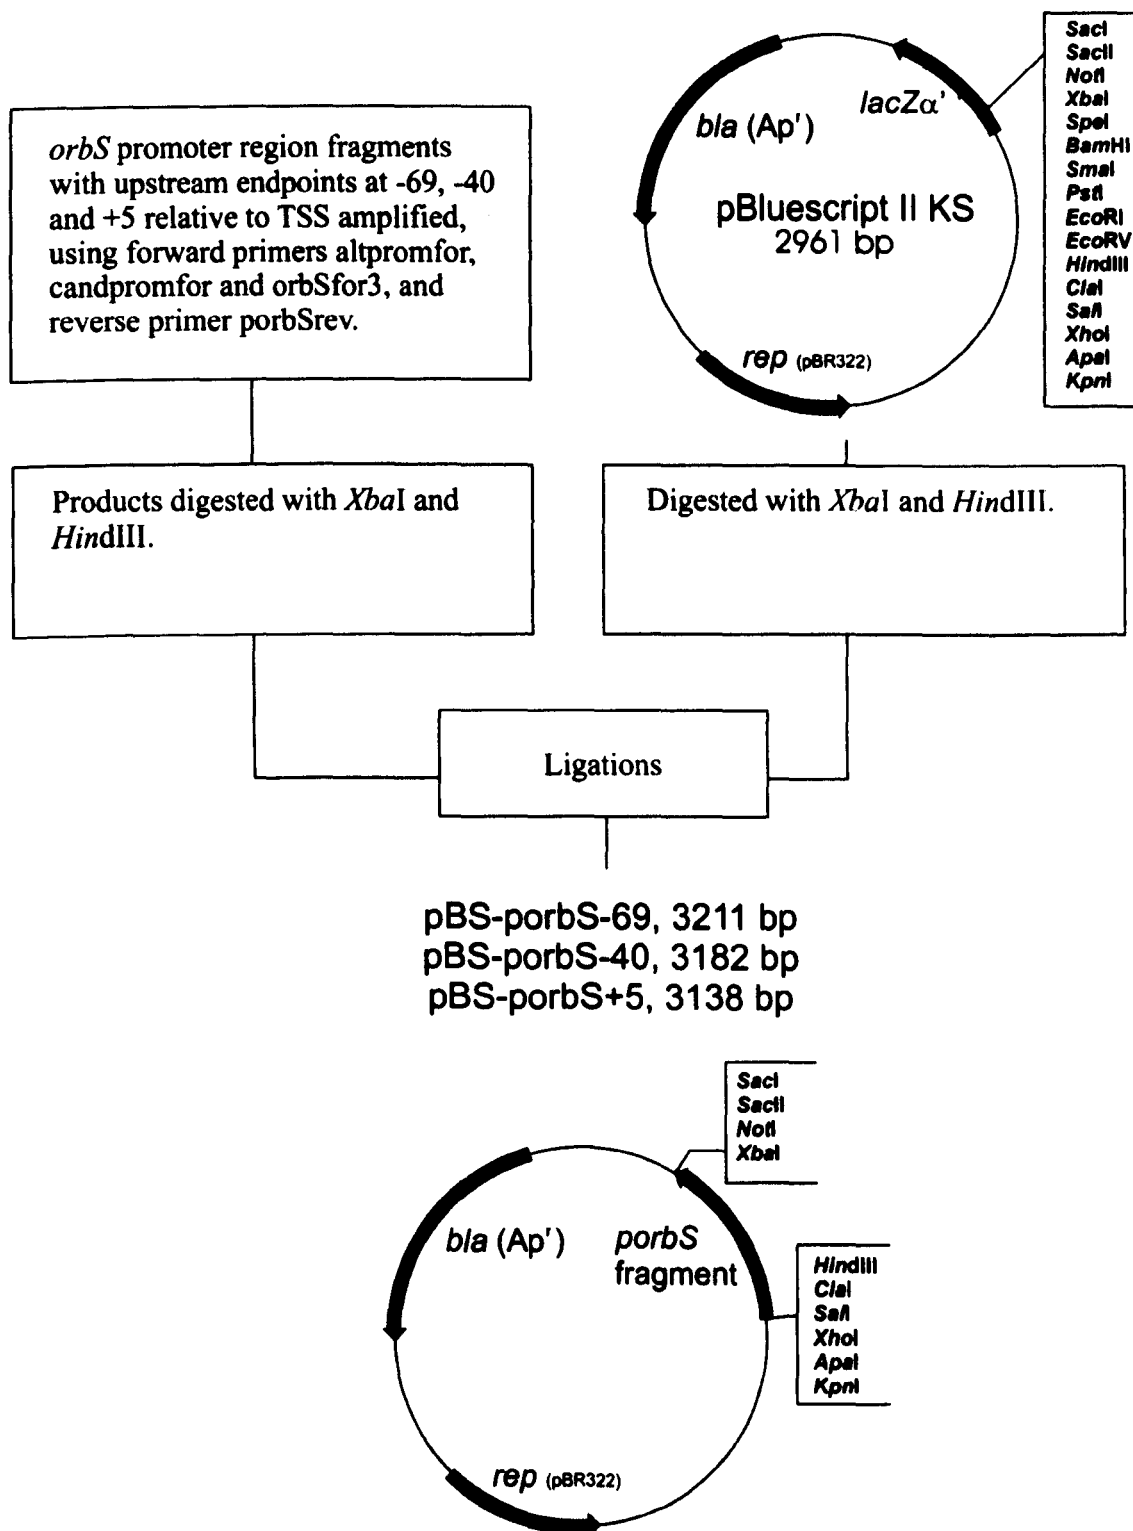 orbS promoter region fragments
with upstream endpoints at -69, -40
and +5 relative to TSS amplified,
using forward primers altpromfor,
candpromfor and orbSfor3, and
reverse primer porbSrev.
bla (Ap')
lacZα'
pBluescript II KS
2961 bp
rep (pBR322)
SacI
SacII
NotI
XbaI
SpeI
BamHI
SmaI
PstI
EcoRI
EcoRV
HindIII
ClaI
SalI
XhoI
ApaI
KpnI
Products digested with XbaI and
HindIII.
Digested with XbaI and HindIII.
Ligations
pBS-porbS-69, 3211 bp
pBS-porbS-40, 3182 bp
pBS-porbS+5, 3138 bp
SacI
SacII
NotI
XbaI
bla (Ap')
porbS
fragment
HindIII
ClaI
SalI
XhoI
ApaI
KpnI
rep (pBR322)